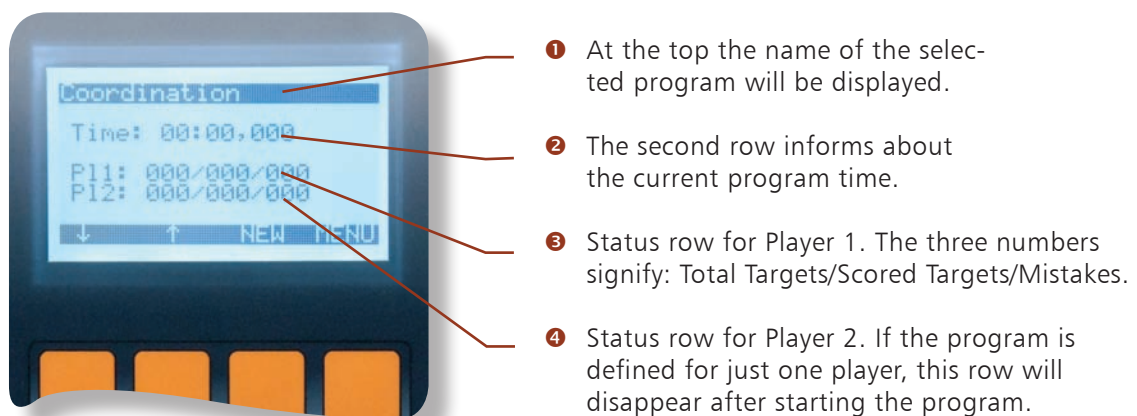 Coordination
Time: 00:00,000
Pl1: 000/000/000
Pl2: 000/000/000
↓ ↑ NEW MENU
❶ At the top the name of the selec-
ted program will be displayed.
❷ The second row informs about
the current program time.
❸ Status row for Player 1. The three numbers
signify: Total Targets/Scored Targets/Mistakes.
❹ Status row for Player 2. If the program is
defined for just one player, this row will
disappear after starting the program.